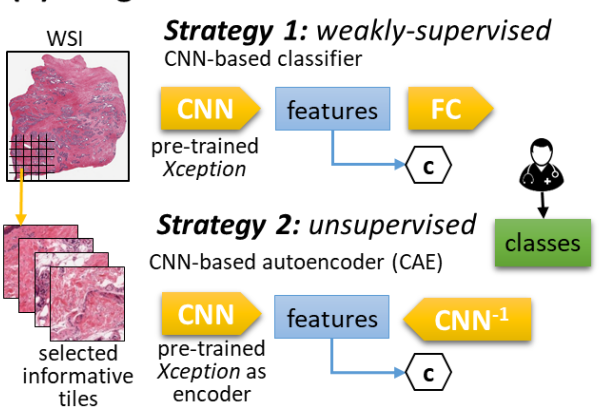 Strategy 1: weakly-supervised
WSI
CNN-based classifier
CNN
features
FC
pre-trained
Xception
c
Strategy 2: unsupervised
classes
CNN-based autoencoder (CAE)
CNN
features
CNN-1
selected
informative
tiles
pre-trained
Xception as
encoder
c